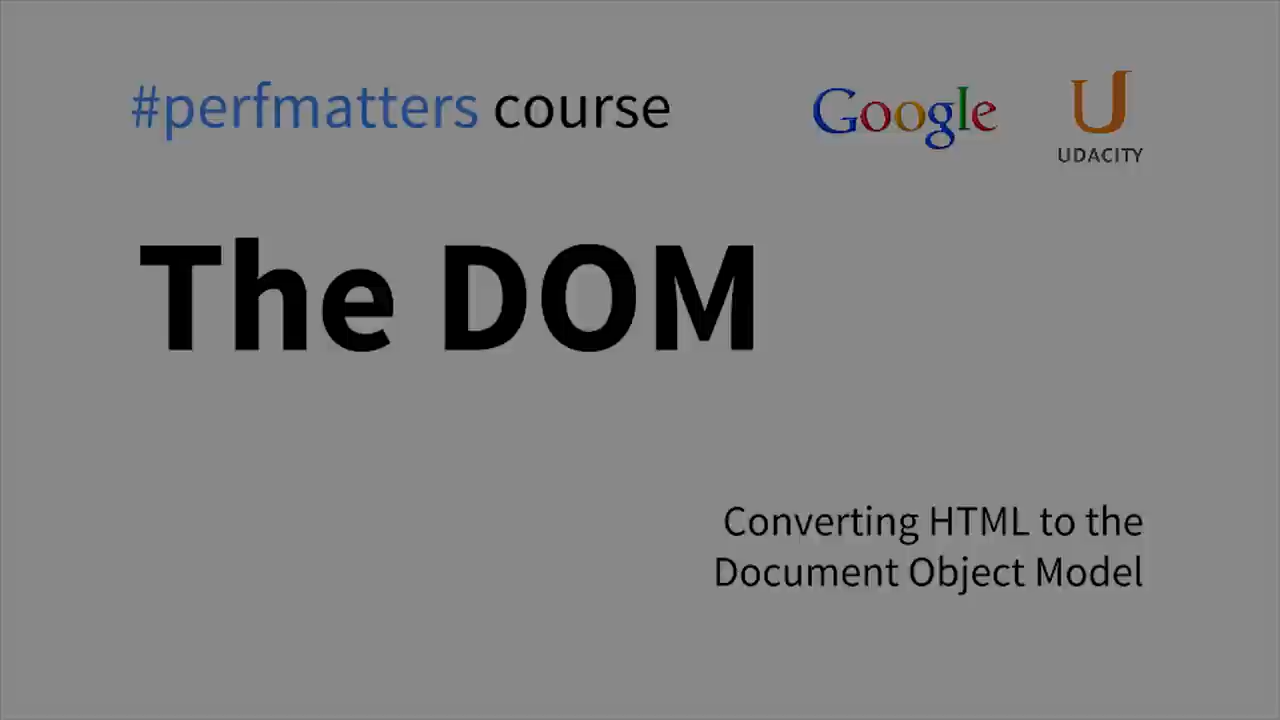 #perfmatters course
Google
UDACITY
The DOM
Converting HTML to the
Document Object Model